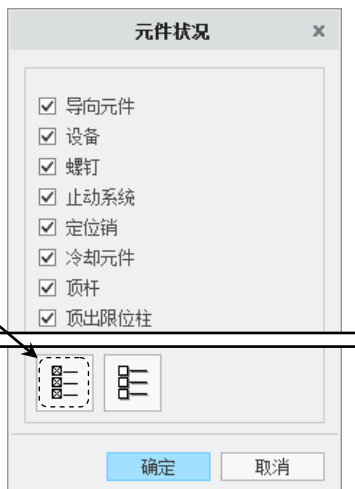 元件状况
导向元件
设备
螺钉
止动系统
定位销
冷却元件
顶杆
顶出限位柱
确定
取消